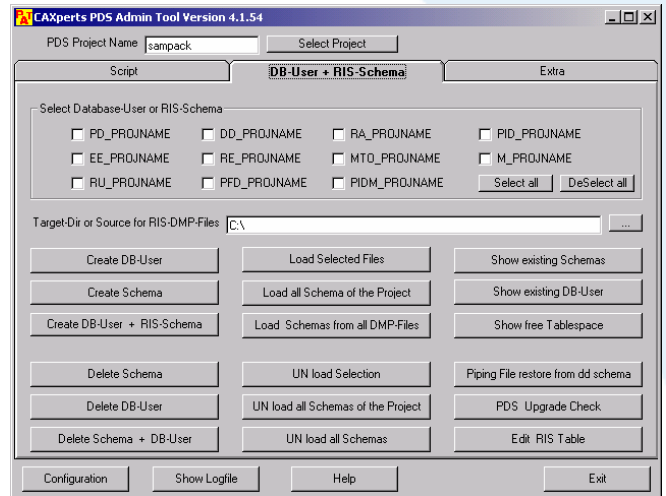 PAT CAXperts PDS Admin Tool Version 4.1.54
PDS Project Name sampack Select Project
Script DB-User + RIS-Schema Extra
Select Database-User or RIS-Schema
PD_PROJNAME DD_PROJNAME RA_PROJNAME PID_PROJNAME
EE_PROJNAME RE_PROJNAME MTO_PROJNAME M_PROJNAME
RU_PROJNAME PFD_PROJNAME PIDM_PROJNAME Select all DeSelect all
Target-Dir or Source for RIS-DMP-Files C:\ ...
Create DB-User Load Selected Files Show existing Schemas
Create Schema Load all Schema of the Project Show existing DB-User
Create DB-User + RIS-Schema Load Schemas from all DMP-Files Show free Tablespace
Delete Schema UN load Selection Piping File restore from dd schema
Delete DB-User UN load all Schemas of the Project PDS Upgrade Check
Delete Schema + DB-User UN load all Schemas Edit RIS Table
Configuration Show Logfile Help Exit